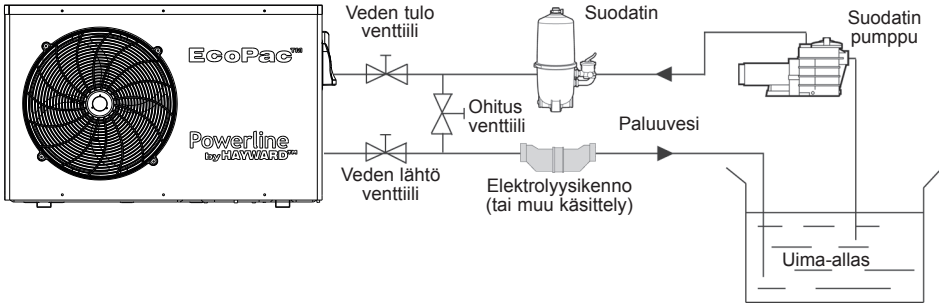 EcoPac™
Powerline
by HAYWARD™
Veden tulo
venttiili
Suodatin
Suodatin
pumppu
Ohitus
venttiili
Paluuvesi
Veden lähtö
venttiili
Elektrolyysikenno
(tai muu käsittely)
Uima-allas